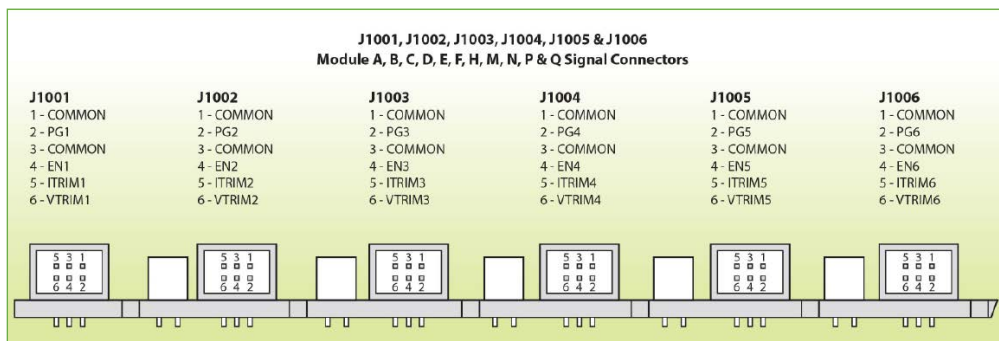 J1001, J1002, J1003, J1004, J1005 & J1006
Module A, B, C, D, E, F, H, M, N, P & Q Signal Connectors
J1001
1 - COMMON
2 - PG1
3 - COMMON
4 - EN1
5 - ITRIM1
6 - VTRIM1
J1002
1 - COMMON
2 - PG2
3 - COMMON
4 - EN2
5 - ITRIM2
6 - VTRIM2
J1003
1 - COMMON
2 - PG3
3 - COMMON
4 - EN3
5 - ITRIM3
6 - VTRIM3
J1004
1 - COMMON
2 - PG4
3 - COMMON
4 - EN4
5 - ITRIM4
6 - VTRIM4
J1005
1 - COMMON
2 - PG5
3 - COMMON
4 - EN5
5 - ITRIM5
6 - VTRIM5
J1006
1 - COMMON
2 - PG6
3 - COMMON
4 - EN6
5 - ITRIM6
6 - VTRIM6
5 3 1
6 4 2
5 3 1
6 4 2
5 3 1
6 4 2
5 3 1
6 4 2
5 3 1
6 4 2
5 3 1
6 4 2